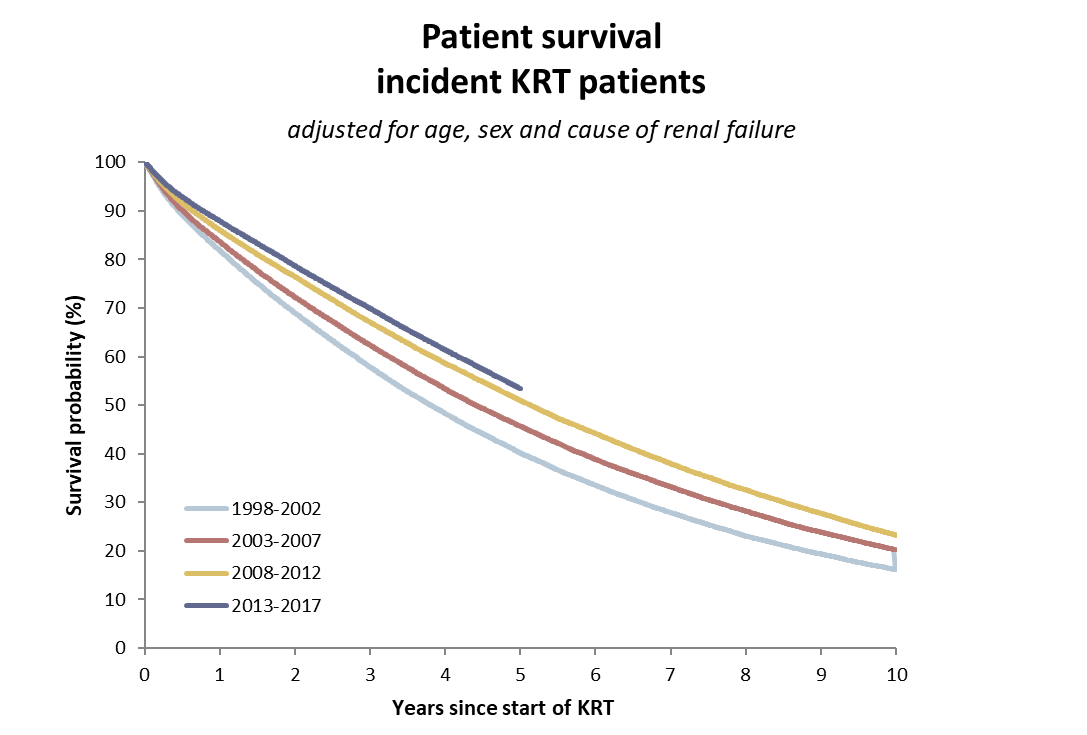 Patient survival
incident KRT patients
adjusted for age, sex and cause of renal failure
100
90
80
70
60
50
40
30
20
10
0
Survival probability (%)
1998-2002
2003-2007
2008-2012
2013-2017
0 1 2 3 4 5 6 7 8 9 10
Years since start of KRT